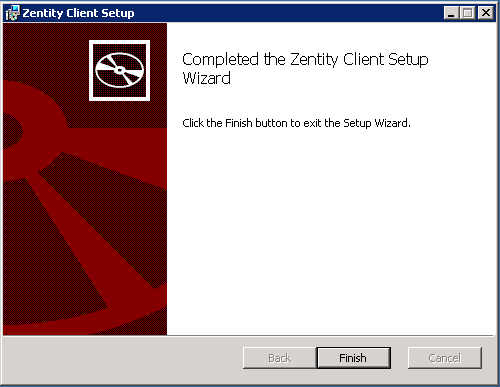 Zentity Client Setup
Completed the Zentity Client Setup
Wizard
Click the Finish button to exit the Setup Wizard.
Back Finish Cancel